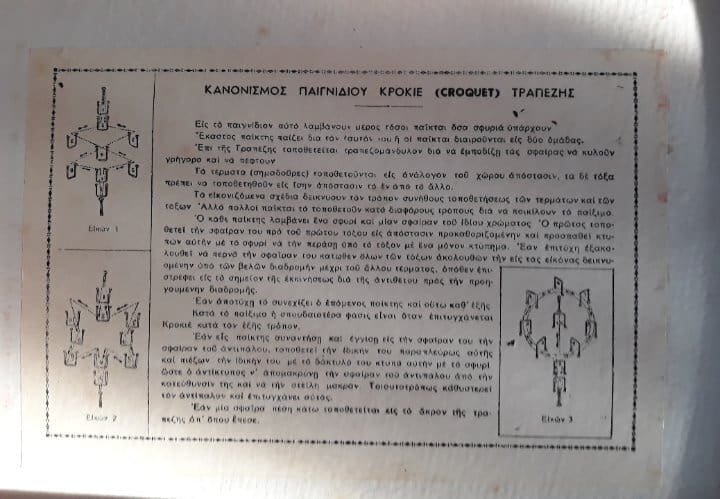 ΚΑΝΟΝΙΣΜΟΣ ΠΑΙΓΝΙΔΙΟΥ ΚΡΟΚΙΕ (CROQUET) ΤΡΑΠΕΖΗΣ
Εἰς τὸ παιγνίδιον αὐτὸ λαμβάνουν μέρος τόσοι παῖκται ὅσα σφυριὰ ὑπάρχουν
Ἕκαστος παίκτης παίζει διὰ τὸν ἑαυτόν του ἢ οἱ παῖκται διαιροῦνται εἰς δύο ὁμάδας.
Ἐπὶ τῆς Τραπέζης τοποθετεῖται τραπεζομάνδυλον διὰ νὰ ἐμποδίζῃ τὰς σφαίρας νὰ κυλοῦν
γρήγορα καὶ νὰ πέφτουν
Τὰ τέρματα (σημαδοῦρες) τοποθετοῦνται εἰς ἀνάλογον τοῦ χώρου ἀπόστασιν, τὰ δὲ τόξα
πρέπει νὰ τοποθετηθοῦν εἰς ἴσην ἀπόστασιν τὸ ἓν ἀπὸ τὸ ἄλλο.
Τὰ εἰκονιζόμενα σχέδια δεικνύουν τὸν τρόπον συνήθους τοποθετήσεως τῶν τερμάτων καὶ τῶν
τόξων Ἀλλὰ πολλοὶ παῖκται τὰ τοποθετοῦν κατὰ διαφόρους τρόπους διὰ νὰ ποικίλουν τὸ παίξιμο.
Ὁ κάθε παίκτης λαμβάνει ἕνα σφυρὶ καὶ μίαν σφαῖραν τοῦ ἰδίου χρώματος Ὁ πρῶτος τοπο-
θετεῖ τὴν σφαῖραν του πρὸ τοῦ πρώτου τόξου εἰς ἀπόστασιν προκαθοριζομένην καὶ προσπαθεῖ κτυ-
πῶν αὐτὴν μὲ τὸ σφυρὶ νὰ τὴν περάσῃ ὑπὸ τὸ τόξον μὲ ἕνα μόνον κτύπημα. Ἐὰν ἐπιτύχῃ ἐξακο-
λουθεῖ νὰ περνᾷ τὴν σφαῖραν του κάτωθεν ὅλων τῶν τόξων ἀκολουθῶν τὴν εἰς τὰς εἰκόνας δεικνυο-
μένην ὑπὸ τῶν βελῶν διαδρομὴν μέχρι τοῦ ἄλλου τέρματος, ὁπόθεν ἐπι-
στρέφει εἰς τὸ σημεῖον τῆς ἐκκινήσεως διὰ τῆς ἀντιθέτου πρὸς τὴν προη-
γουμένην διαδρομῆς.
Ἐὰν ἀποτύχῃ τὸ συνεχίζει ὁ ἑπόμενος παίκτης καὶ οὕτω καθ' ἑξῆς
Κατὰ τὸ παίξιμο ἡ σπουδαιοτέρα φάσις εἶναι ὅταν ἐπιτυγχάνεται
Κροκιὲ κατὰ τὸν ἑξῆς τρόπον.
Ἐὰν εἷς παίκτης συναντήσῃ καὶ ἐγγίσῃ εἰς τὴν σφαῖραν του τὴν
σφαῖραν τοῦ ἀντιπάλου, τοποθετεῖ τὴν ἰδικήν του παραπλεύρως αὐτῆς
καὶ πιέζων τὴν ἰδικήν του μὲ τὸ δάκτυλό του κτυπᾷ αὐτὴν μὲ τὸ σφυρὶ
ὥστε ὁ ἀντίκτυπος ν' ἀπομακρύνῃ τὴν σφαῖραν τοῦ ἀντιπάλου ἀπὸ τὴν
κατεύθυνσίν της καὶ νὰ τὴν στείλῃ μακράν. Τοιουτοτρόπως καθυστερεῖ
τὸν ἀντίπαλον καὶ ἐπιτυγχάνει αὐτός.
Ἐὰν μία σφαῖρα πέσῃ κάτω τοποθετεῖται εἰς τὸ ἄκρον τῆς τρα-
πέζης ἀπ' ὅπου ἔπεσε.
Εἰκὼν 1
Εἰκὼν 2
Εἰκὼν 3